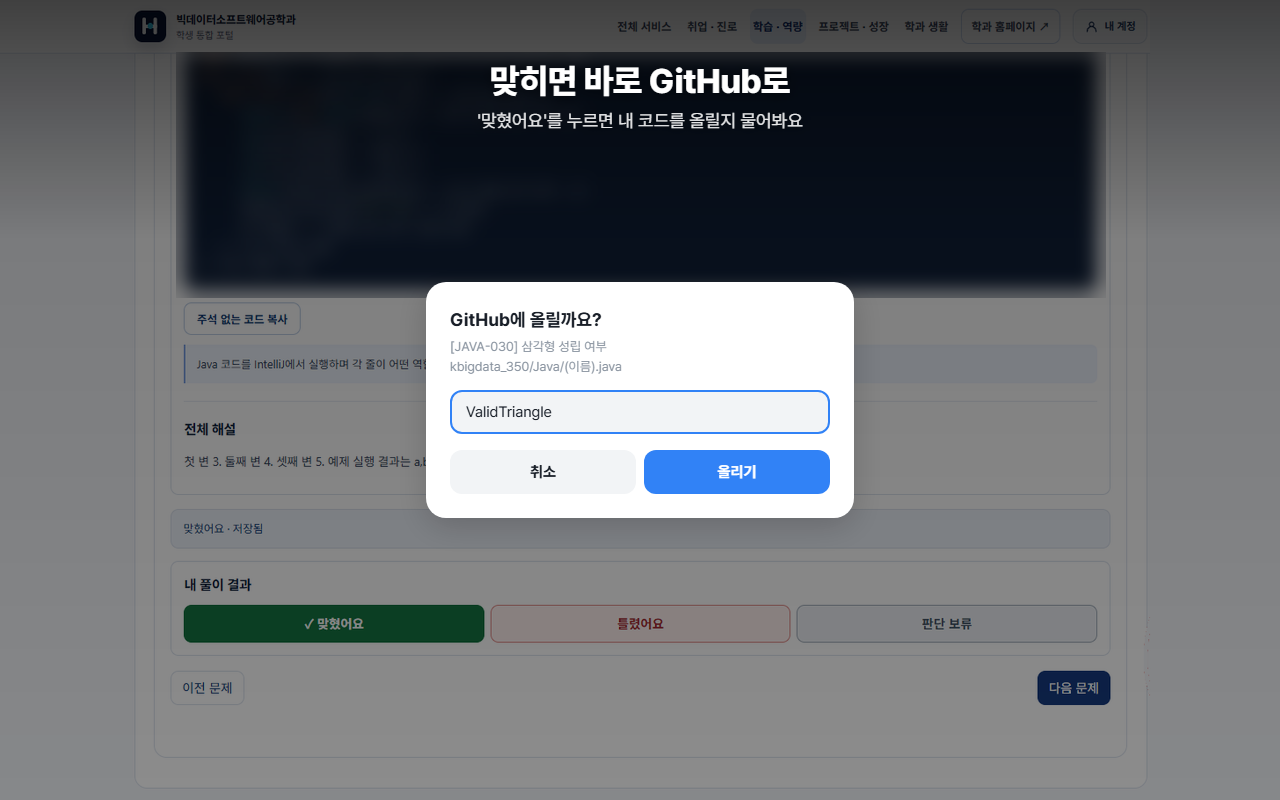 빅데이터소프트웨어공학과
학생 통합 포털
전체 서비스
취업 · 진로
학습 · 역량
프로젝트 · 성장
학과 생활
학과 홈페이지 ↗
내 계정
맞히면 바로 GitHub로
'맞혔어요'를 누르면 내 코드를 올릴지 물어봐요
주석 없는 코드 복사
Java 코드를 IntelliJ에서 실행하며 각 줄이 어떤
전체 해설
첫 변 3. 둘째 변 4. 셋째 변 5. 예제 실행 결과는
GitHub에 올릴까요?
[JAVA-030] 삼각형 성립 여부
kbigdata_350/Java/(이름).java
ValidTriangle
취소
올리기
맞혔어요 · 저장됨
내 풀이 결과
✓ 맞혔어요
틀렸어요
판단 보류
이전 문제
다음 문제